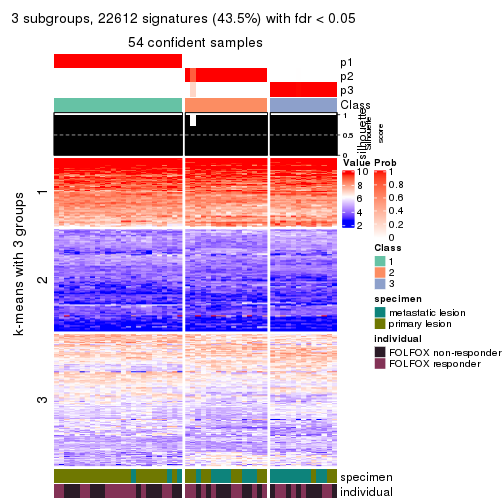 3 subgroups, 22612 signatures (43.5%) with fdr < 0.05
54 confident samples
p1
p2
p3
Class
1
0.5
0
silhouettes
Silhouette
score
k-means with 3 groups
1
2
3
specimen
individual
Value
10
8
6
4
2
Prob
1
0.8
0.6
0.4
0.2
0
Class
1
2
3
specimen
metastatic lesion
primary lesion
individual
FOLFOX non-responder
FOLFOX responder